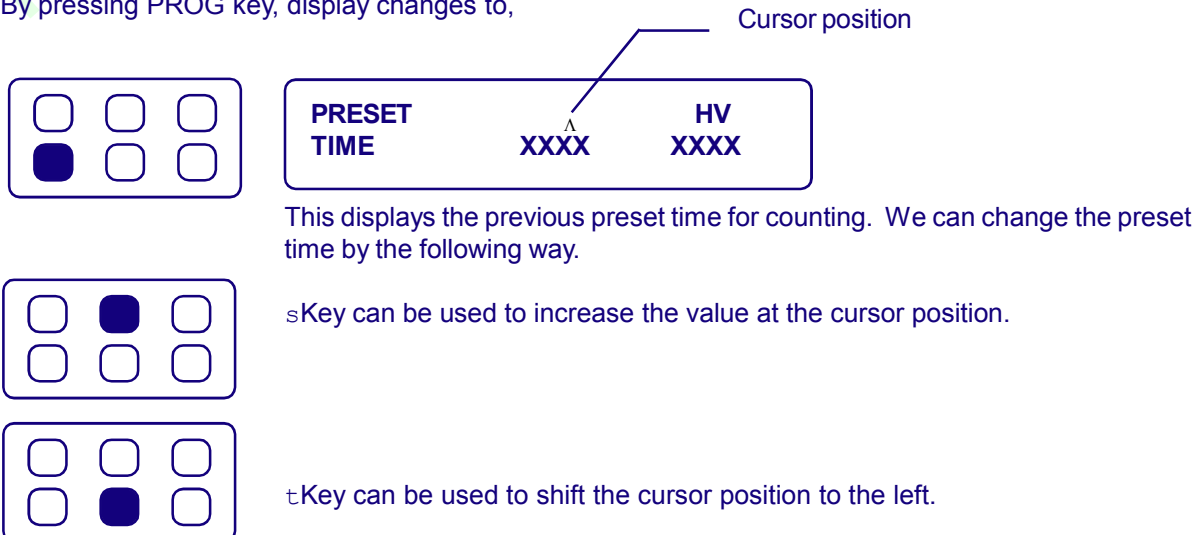 By pressing PROG key, display changes to,
Cursor position
PRESET HV
Λ
TIME XXXX XXXX
This displays the previous preset time for counting. We can change the preset
time by the following way.
sKey can be used to increase the value at the cursor position.
tKey can be used to shift the cursor position to the left.